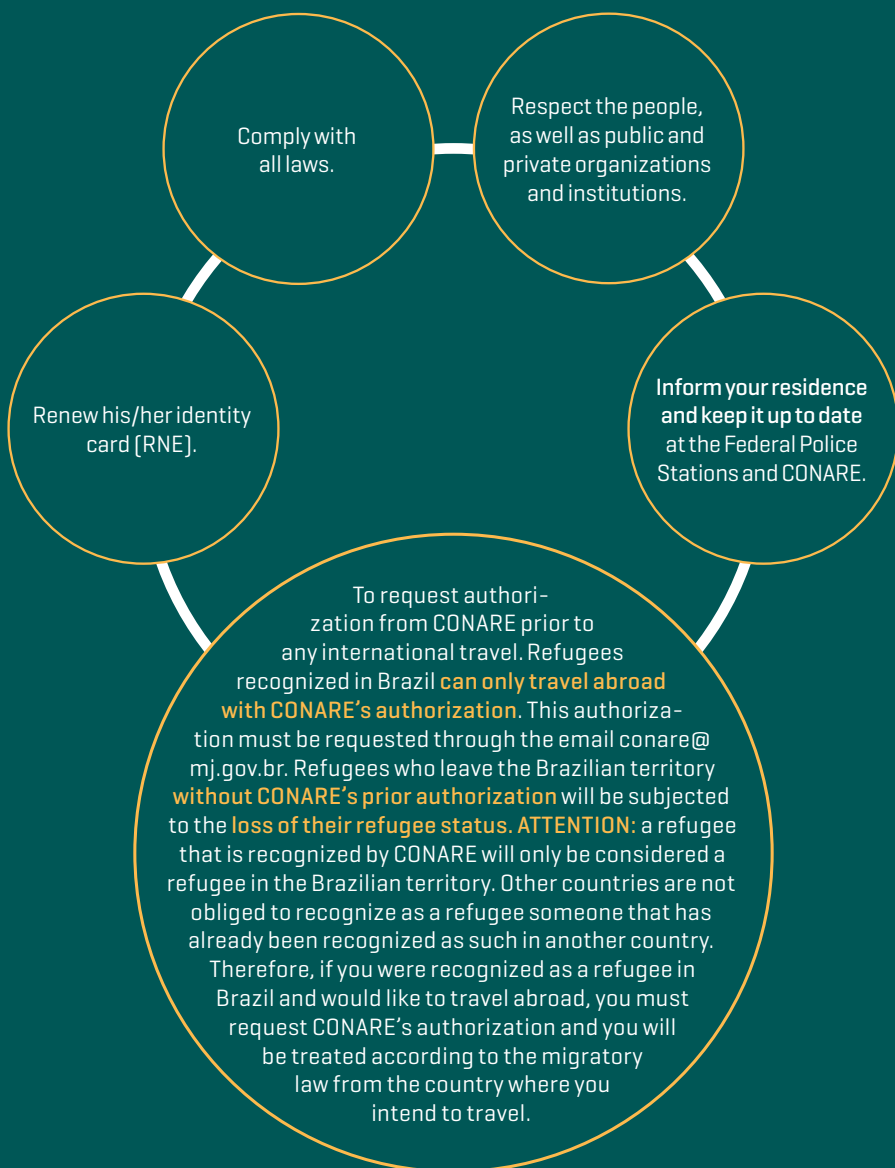 Comply with
all laws.
Respect the people,
as well as public and
private organizations
and institutions.
Renew his/her identity
card (RNE).
Inform your residence
and keep it up to date
at the Federal Police
Stations and CONARE.
To request authori-
zation from CONARE prior to
any international travel. Refugees
recognized in Brazil can only travel abroad
with CONARE's authorization. This authoriza-
tion must be requested through the email conare@
mj.gov.br. Refugees who leave the Brazilian territory
without CONARE's prior authorization will be subjected
to the loss of their refugee status. ATTENTION: a refugee
that is recognized by CONARE will only be considered a
refugee in the Brazilian territory. Other countries are not
obliged to recognize as a refugee someone that has
already been recognized as such in another country.
Therefore, if you were recognized as a refugee in
Brazil and would like to travel abroad, you must
request CONARE's authorization and you will
be treated according to the migratory
law from the country where you
intend to travel.